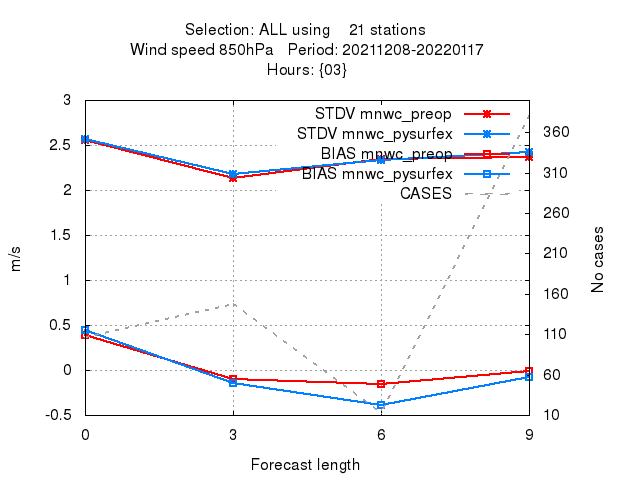 Selection: ALL using 21 stations
Wind speed 850hPa Period: 20211208-20220117
Hours: {03}
STDV mnwc_preop
STDV mnwc_pysurfex
BIAS mnwc_preop
BIAS mnwc_pysurfex
CASES
3
2.5
2
1.5
1
0.5
0
-0.5
m/s
360
310
260
210
160
110
60
10
No cases
0 3 6 9
Forecast length